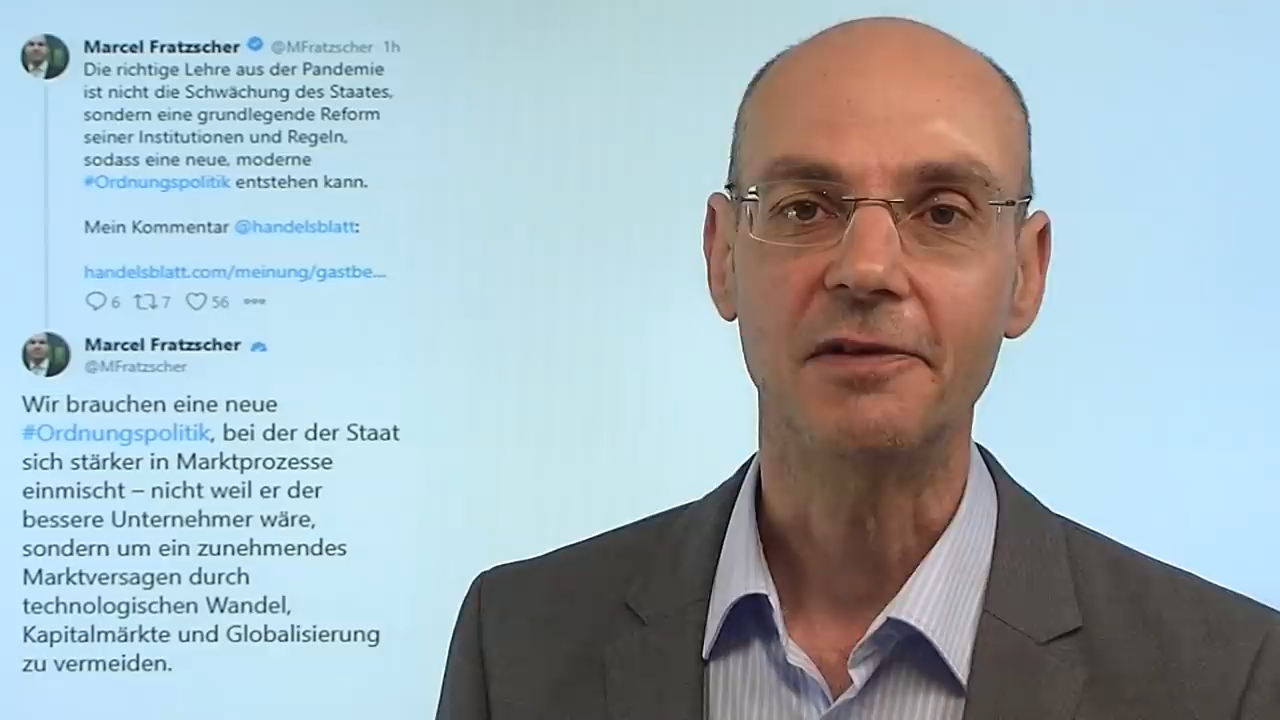 Marcel Fratzscher @MFratzscher 1h
Die richtige Lehre aus der Pandemie
ist nicht die Schwächung des Staates,
sondern eine grundlegende Reform
seiner Institutionen und Regeln,
sodass eine neue, moderne
#Ordnungspolitik entstehen kann.
Mein Kommentar @handelsblatt:
handelsblatt.com/meinung/gastbe...
6 7 56
Marcel Fratzscher
@MFratzscher
Wir brauchen eine neue
#Ordnungspolitik, bei der der Staat
sich stärker in Marktprozesse
einmischt – nicht weil er der
bessere Unternehmer wäre,
sondern um ein zunehmendes
Marktversagen durch
technologischen Wandel,
Kapitalmärkte und Globalisierung
zu vermeiden.